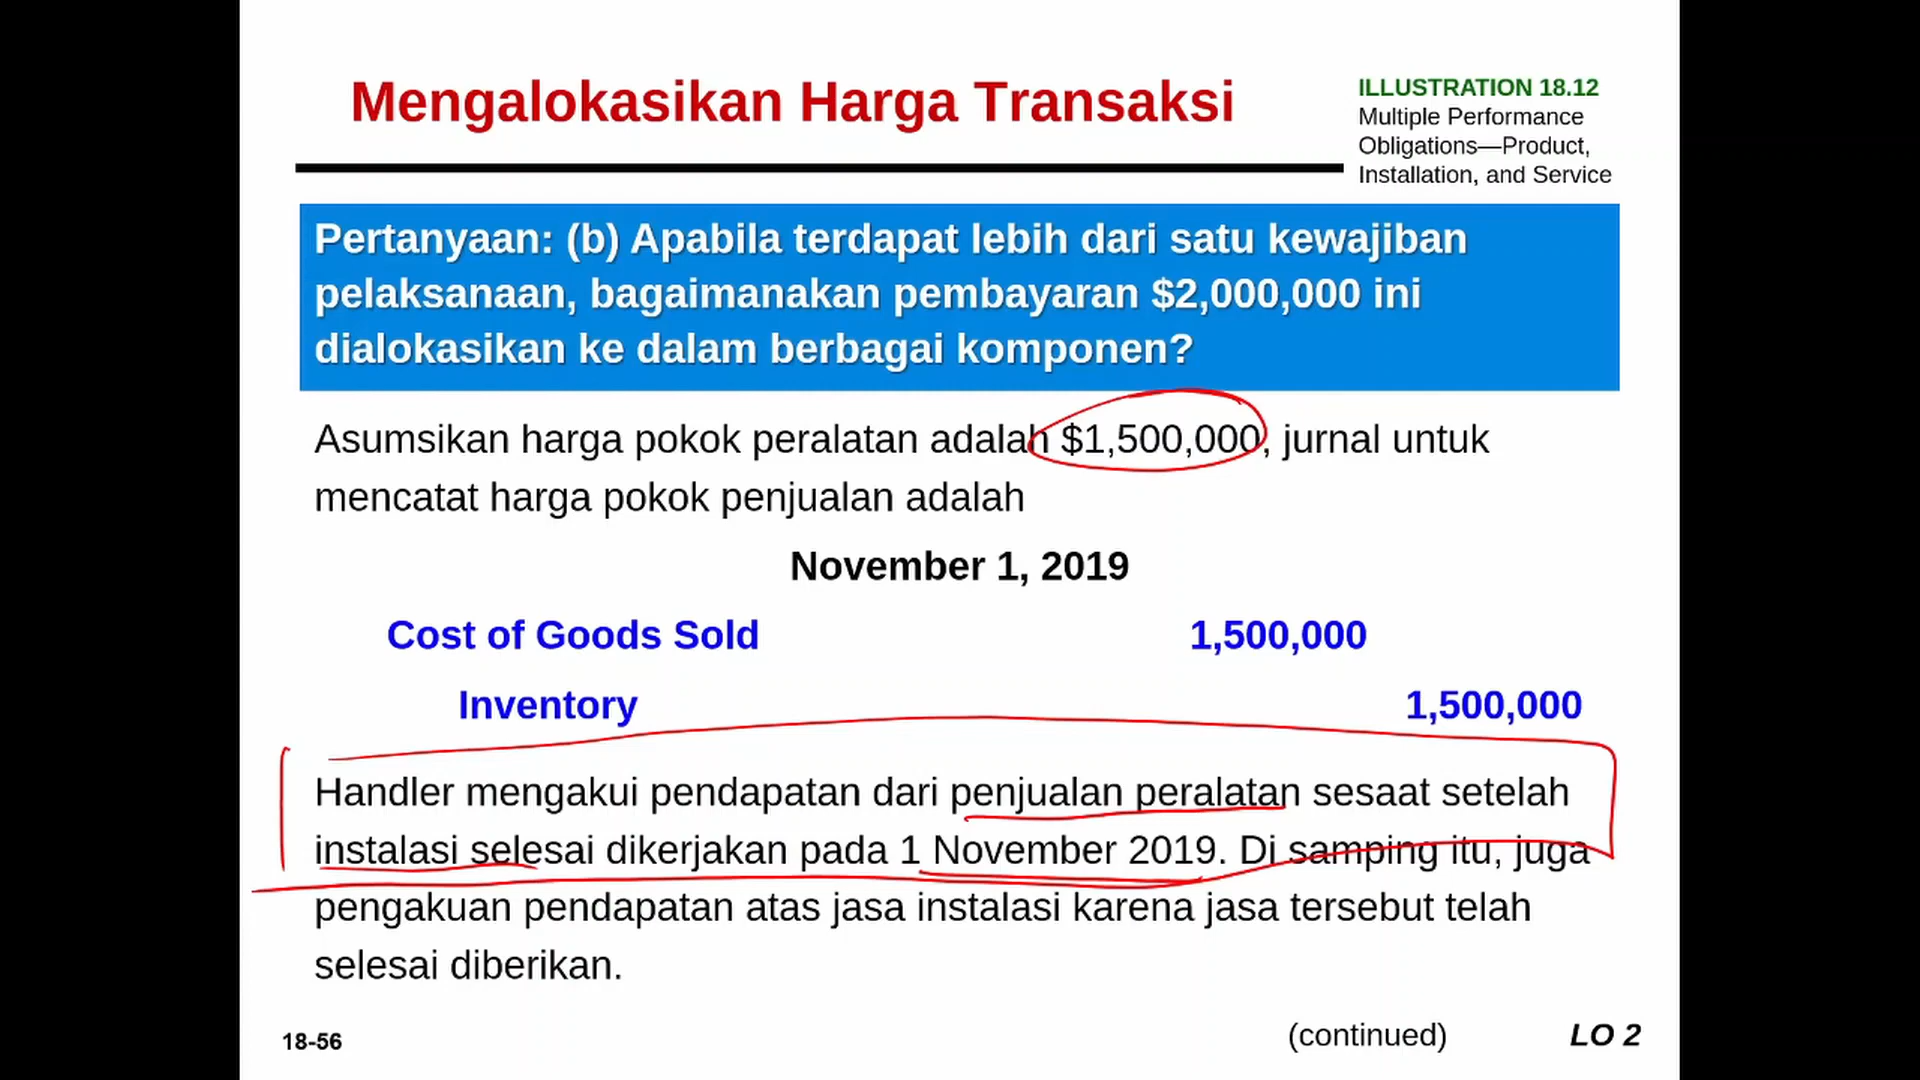 Mengalokasikan Harga Transaksi
ILLUSTRATION 18.12
Multiple Performance
Obligations—Product,
Installation, and Service
Pertanyaan: (b) Apabila terdapat lebih dari satu kewajiban
pelaksanaan, bagaimanakan pembayaran $2,000,000 ini
dialokasikan ke dalam berbagai komponen?
Asumsikan harga pokok peralatan adalah $1,500,000, jurnal untuk
mencatat harga pokok penjualan adalah
November 1, 2019
Cost of Goods Sold 1,500,000
Inventory 1,500,000
Handler mengakui pendapatan dari penjualan peralatan sesaat setelah
instalasi selesai dikerjakan pada 1 November 2019. Di samping itu, juga
pengakuan pendapatan atas jasa instalasi karena jasa tersebut telah
selesai diberikan.
18-56
(continued)
LO 2